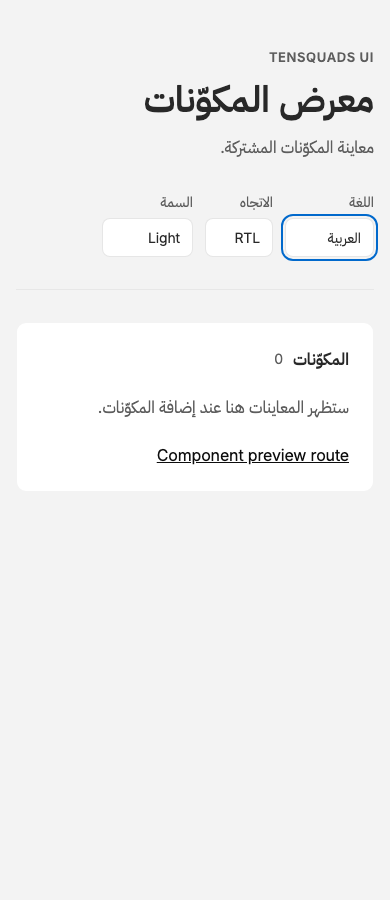 TENSQUADS UI
معرض المكوّنات
معاينة المكوّنات المشتركة.
اللغة الاتجاه السمة
العربية RTL Light
المكوّنات 0
ستظهر المعاينات هنا عند إضافة المكوّنات.
Component preview route